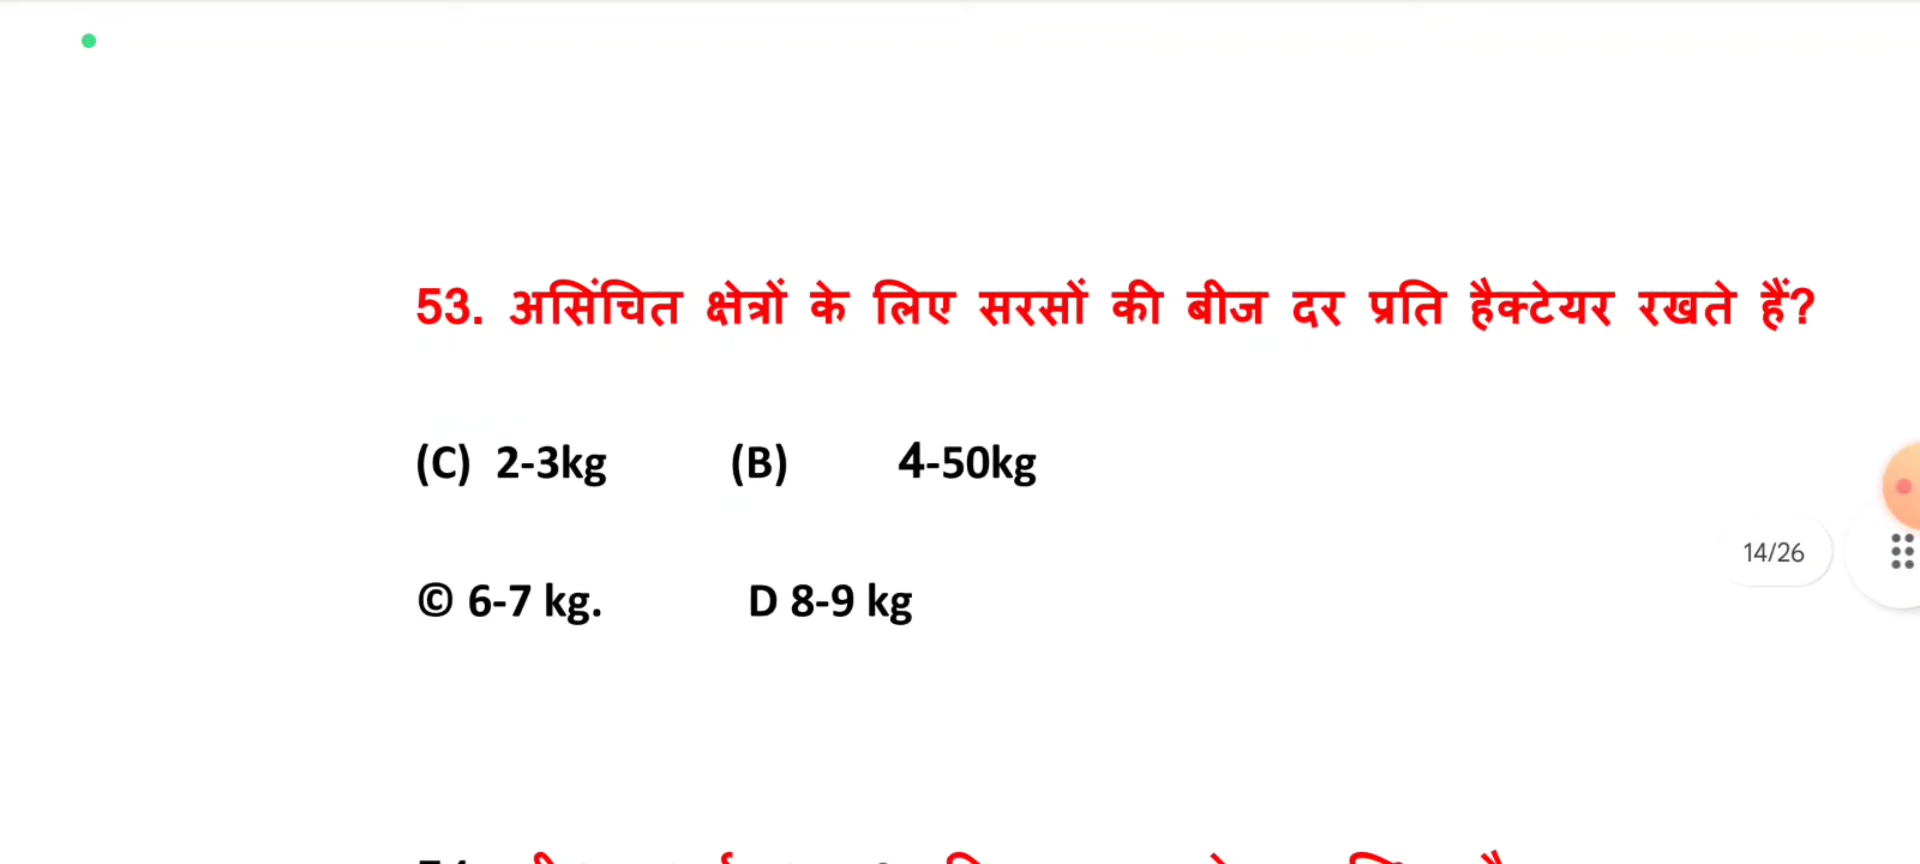 53. असिंचित क्षेत्रों के लिए सरसों की बीज दर प्रति हैक्टेयर रखते हैं?
(C) 2-3kg (B) 4-50kg
14/26
© 6-7 kg. D 8-9 kg